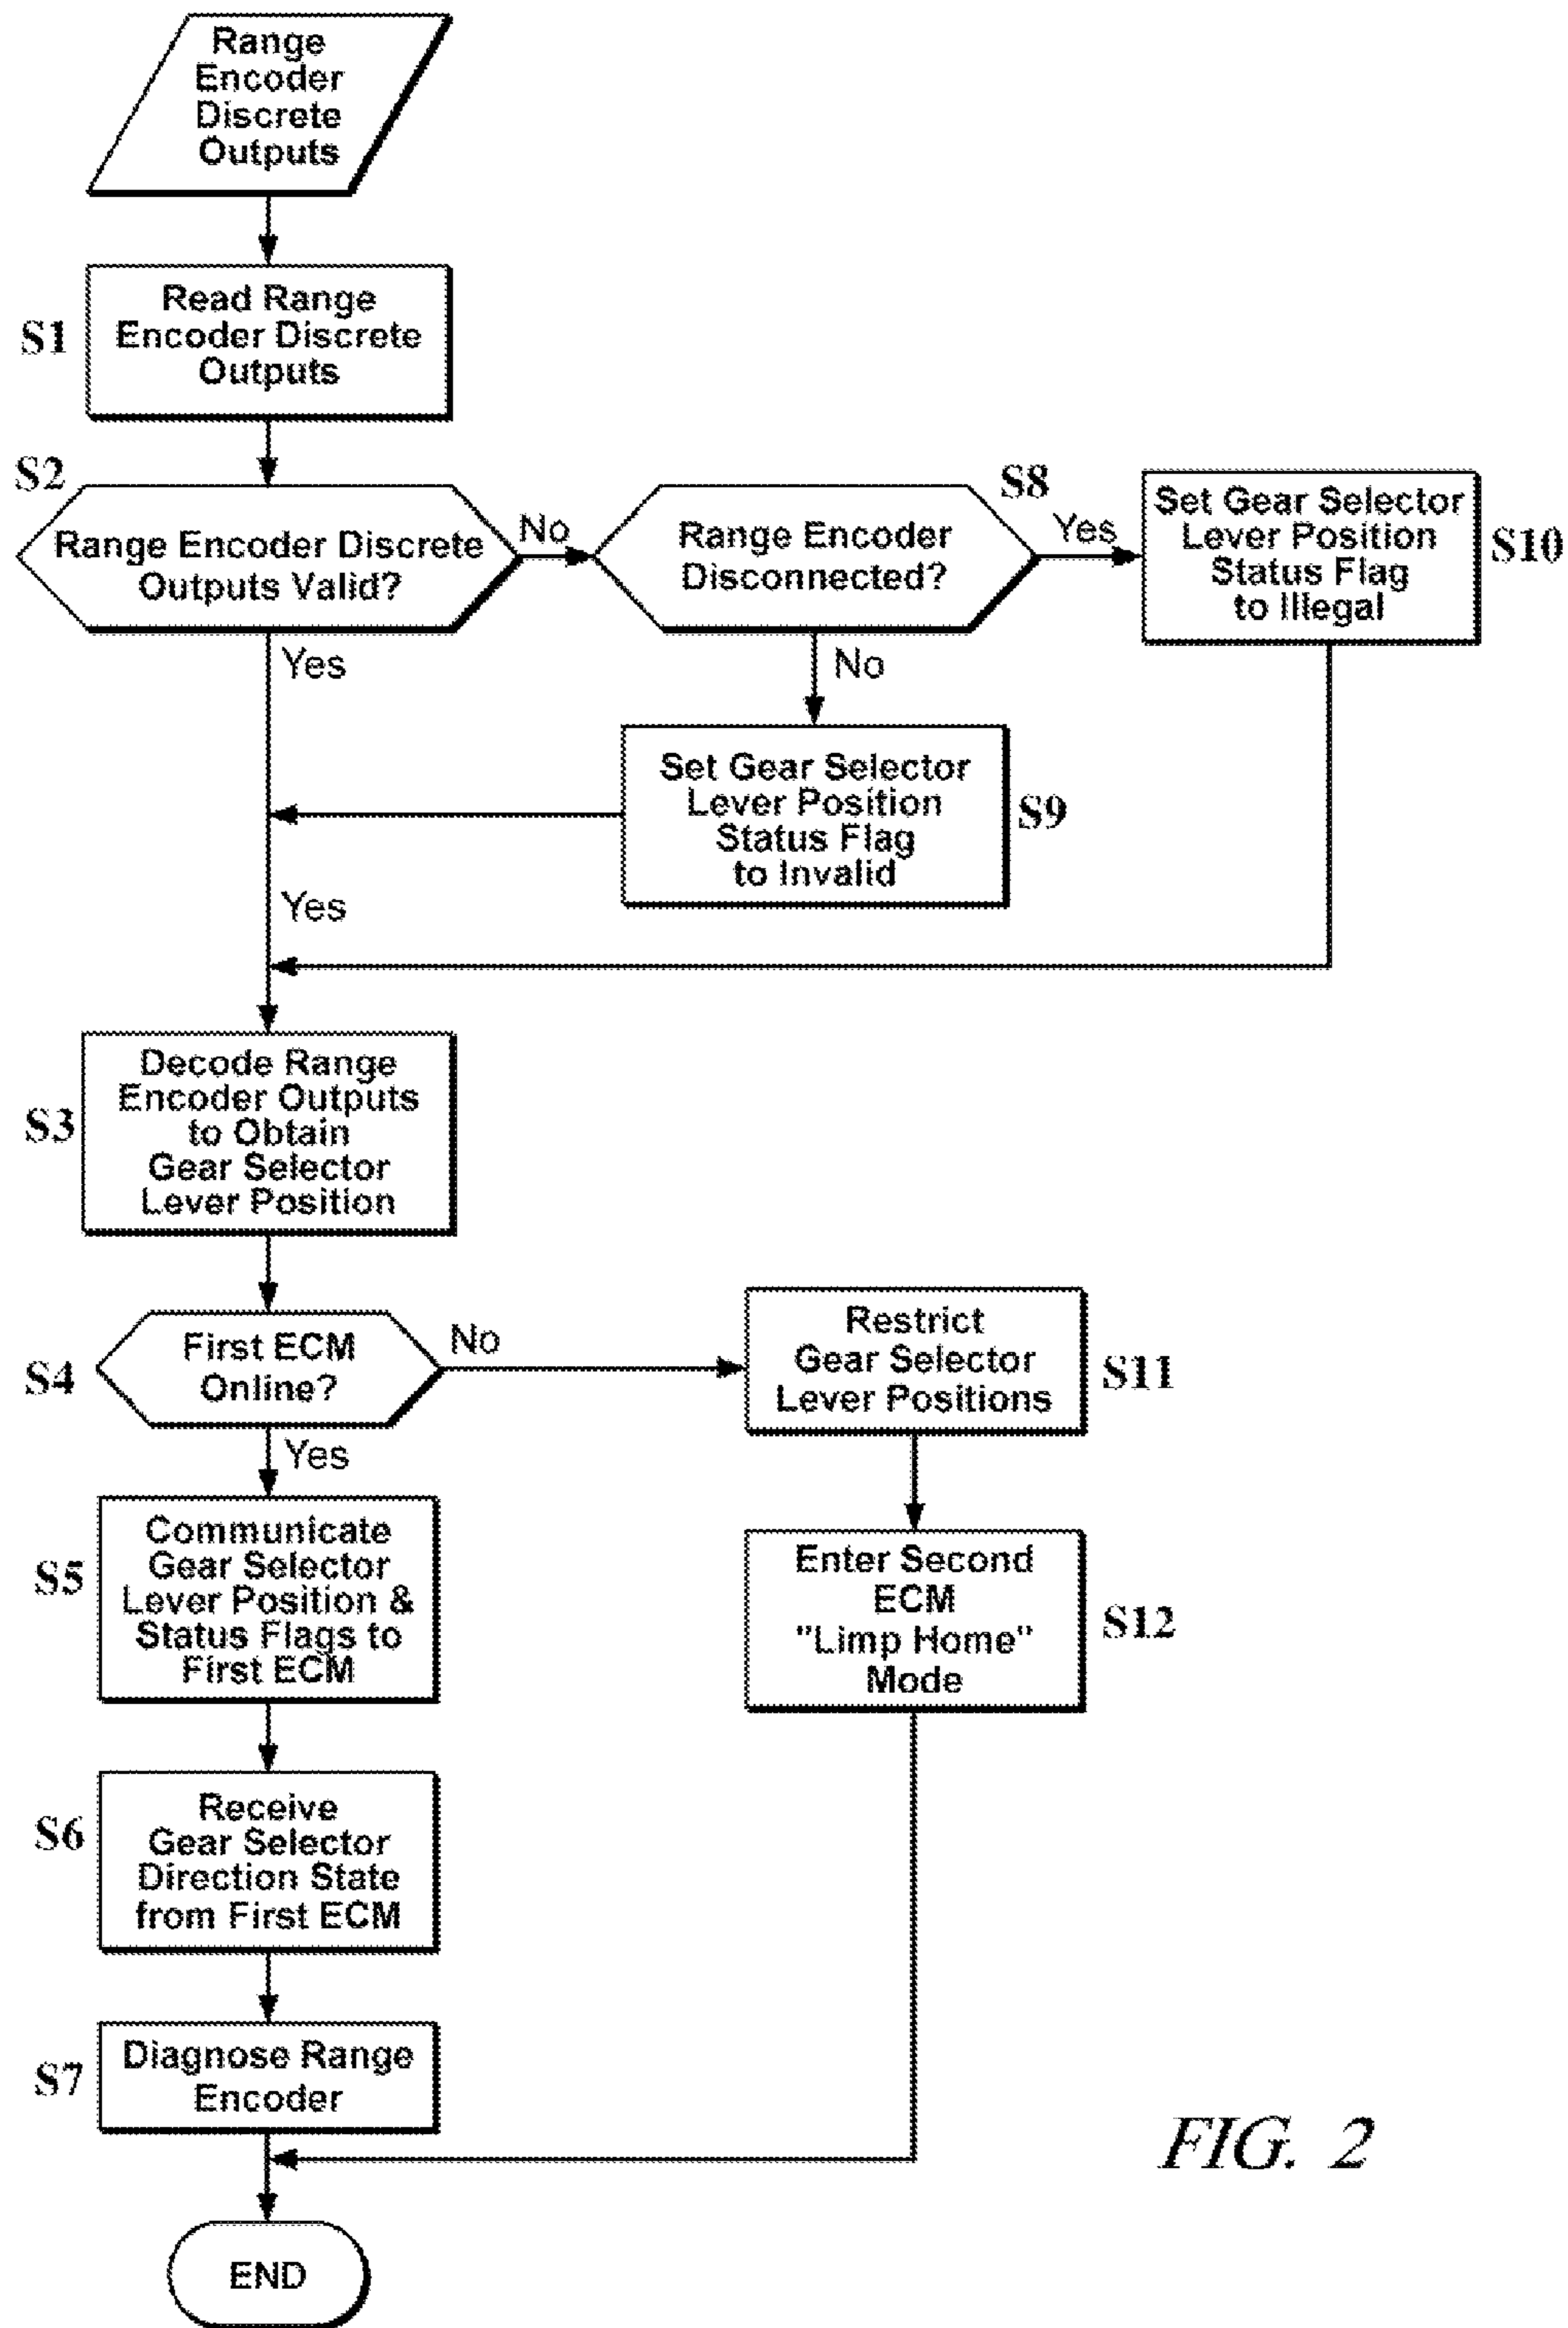 Range
Encoder
Discrete
Outputs
S1
Read Range
Encoder Discrete
Outputs
S2
Range Encoder Discrete
Outputs Valid?
No
Yes
S8
Range Encoder
Disconnected?
Yes
No
Set Gear Selector
Lever Position
Status Flag
to Illegal
S10
Set Gear Selector
Lever Position
Status Flag
to Invalid
S9
Yes
S3
Decode Range
Encoder Outputs
to Obtain
Gear Selector
Lever Position
S4
First ECM
Online?
No
Yes
Restrict
Gear Selector
Lever Positions
S11
S5
Communicate
Gear Selector
Lever Position &
Status Flags to
First ECM
Enter Second
ECM
"Limp Home"
Mode
S12
S6
Receive
Gear Selector
Direction State
from First ECM
S7
Diagnose Range
Encoder
END
FIG. 2